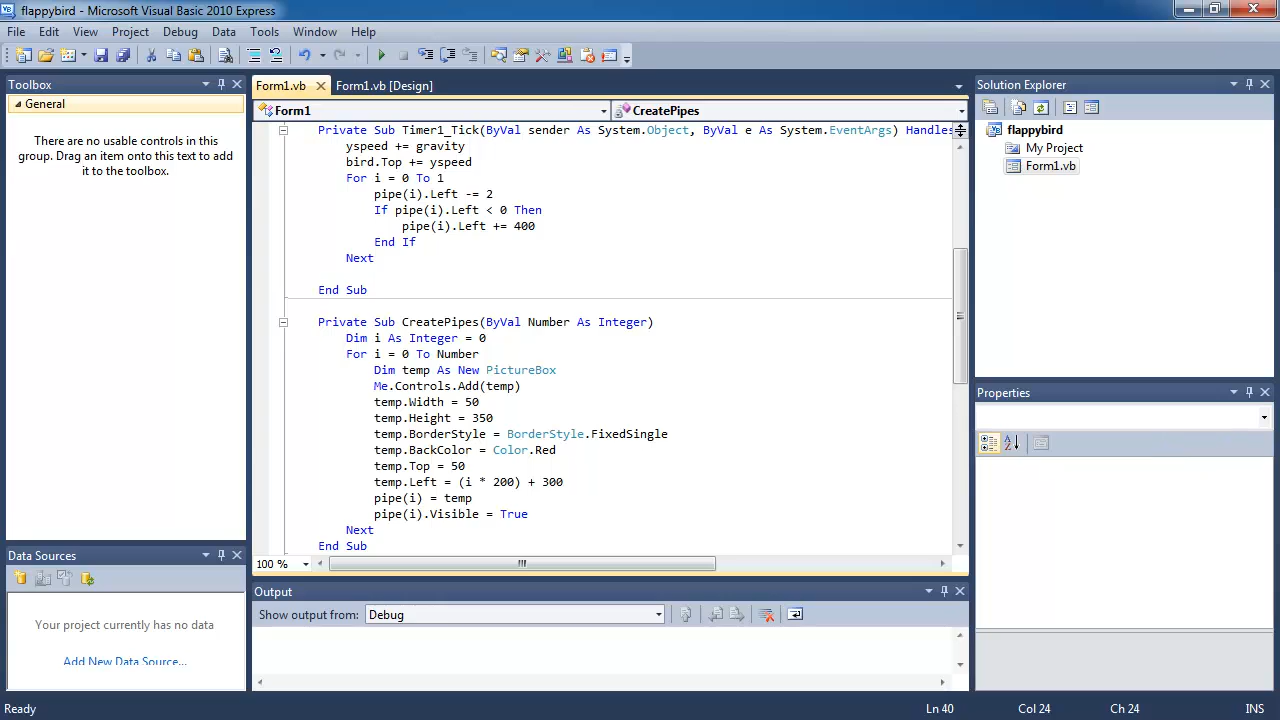 flappybird - Microsoft Visual Basic 2010 Express
File Edit View Project Debug Data Tools Window Help
Toolbox
General
There are no usable controls in this
group. Drag an item onto this text to add
it to the toolbox.
Data Sources
Your project currently has no data
Add New Data Source...
Form1.vb
Form1.vb [Design]
Form1
CreatePipes
Private Sub Timer1_Tick(ByVal sender As System.Object, ByVal e As System.EventArgs) Handles
yspeed += gravity
bird.Top += yspeed
For i = 0 To 1
pipe(i).Left -= 2
If pipe(i).Left < 0 Then
pipe(i).Left += 400
End If
Next
End Sub
Private Sub CreatePipes(ByVal Number As Integer)
Dim i As Integer = 0
For i = 0 To Number
Dim temp As New PictureBox
Me.Controls.Add(temp)
temp.Width = 50
temp.Height = 350
temp.BorderStyle = BorderStyle.FixedSingle
temp.BackColor = Color.Red
temp.Top = 50
temp.Left = (i * 200) + 300
pipe(i) = temp
pipe(i).Visible = True
Next
End Sub
100 %
Output
Show output from: Debug
Solution Explorer
flappybird
My Project
Form1.vb
Properties
Ready
Ln 40
Col 24
Ch 24
INS